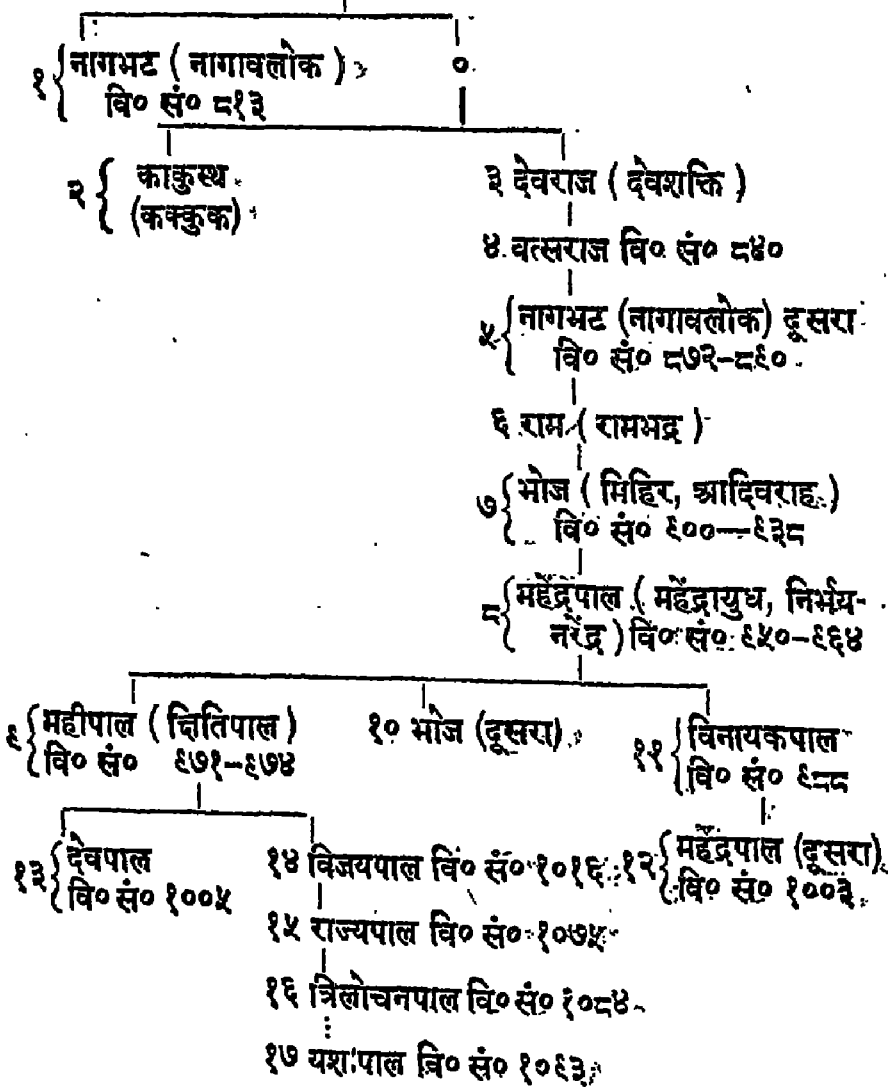 १ नागभट ( नागावलोक ) ०
वि० सं० ८१३
२ काकुस्थ
(कक्कुक)
३ देवराज ( देवशक्ति )
४ वत्सराज वि० सं० ८४०
५ नागभट (नागावलोक) दूसरा
वि० सं० ८७२–८९०
६ राम ( रामभद्र )
७ भोज ( मिहिर, आदिवराह )
वि० सं० ९००—९३८
८ महेंद्रपाल ( महेंद्रायुध, निर्भय-
नरेंद्र ) वि० सं० ९५०–९६४
९ महीपाल ( क्षितिपाल )
वि० सं० ९७१–९७४
१० भोज (दूसरा)
११ विनायकपाल
वि० सं० ९८८
१३ देवपाल
वि० सं० १००५
१४ विजयपाल वि० सं० १०१६
१२ महेंद्रपाल (दूसरा)
वि० सं० १००३
१५ राज्यपाल वि० सं० १०७५
१६ त्रिलोचनपाल वि० सं० १०८४
१७ यशःपाल वि० सं० १०९३